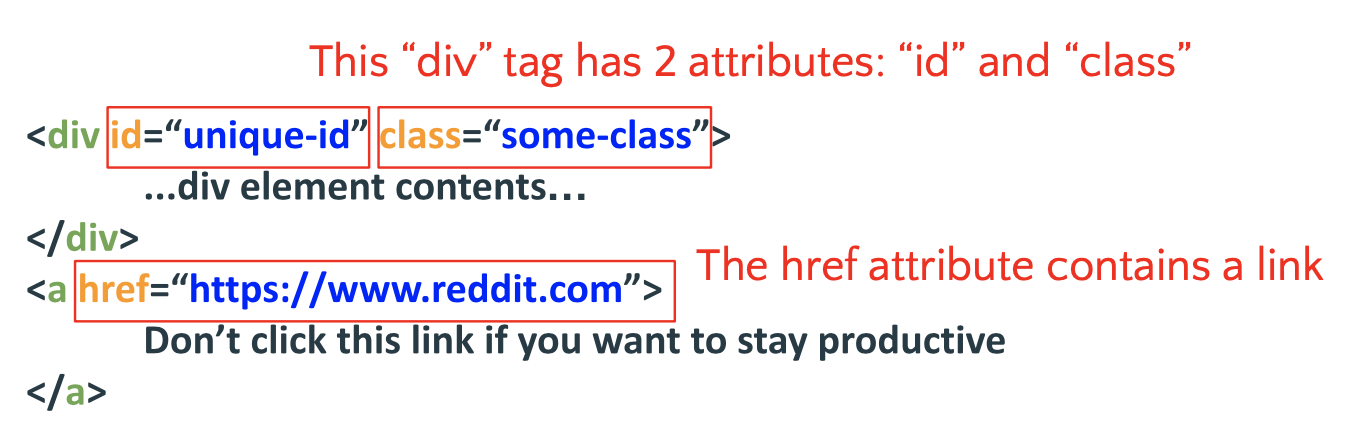 This “div” tag has 2 attributes: “id” and “class”
<div id=“unique-id” class=“some-class”>
...div element contents…
</div>
The href attribute contains a link
<a href=“https://www.reddit.com”>
Don’t click this link if you want to stay productive
</a>